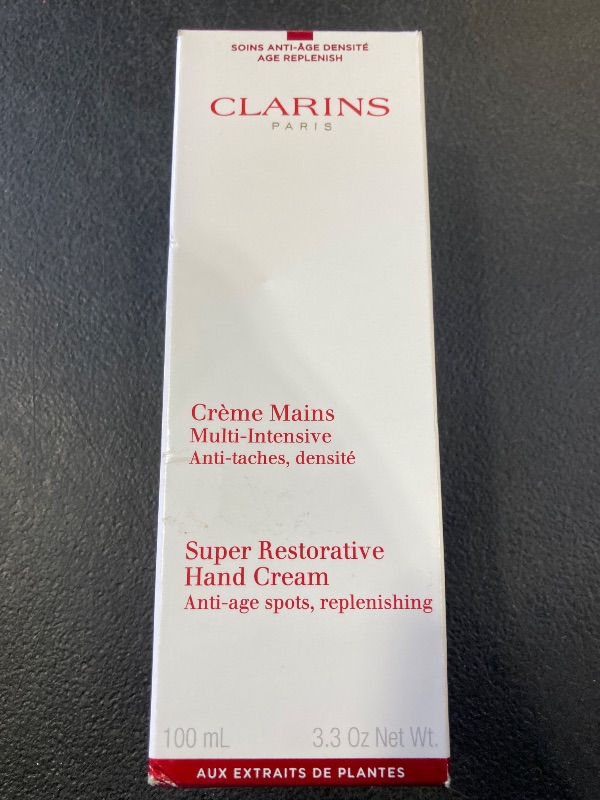 SOINS ANTI-ÂGE DENSITÉ
AGE REPLENISH
CLARINS
PARIS
Crème Mains
Multi-Intensive
Anti-taches, densité
Super Restorative
Hand Cream
Anti-age spots, replenishing
100 mL 3.3 Oz Net Wt.
AUX EXTRAITS DE PLANTES